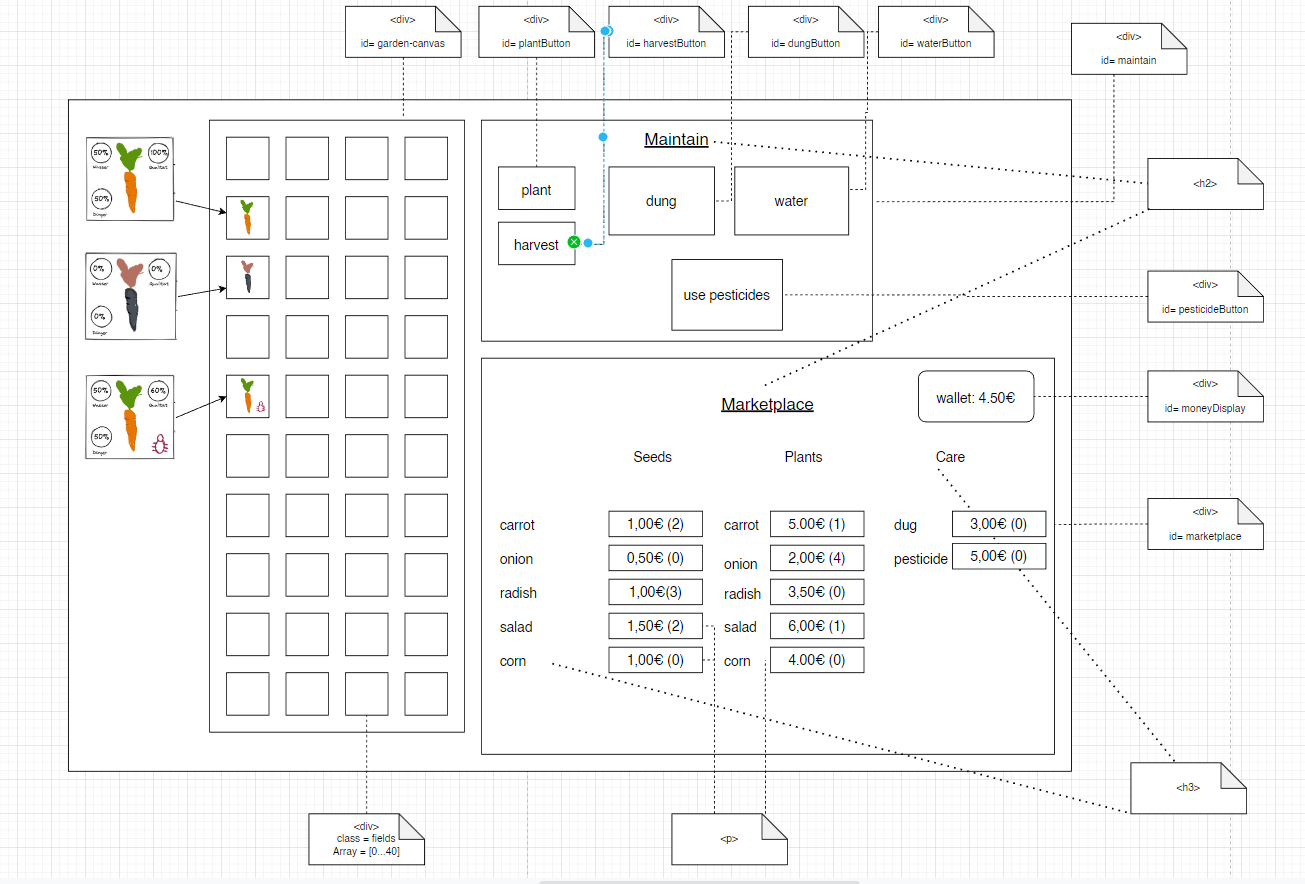 <div>
id= garden-canvas
<div>
id= plantButton
<div>
id= harvestButton
<div>
id= dungButton
<div>
id= waterButton
<div>
id= maintain
50%
100%
Wasser
Qualität
50%
Dünger
0%
0%
Wasser
Qualität
0%
Dünger
50%
60%
Wasser
Qualität
50%
Dünger
Maintain
plant
dung
water
harvest
use pesticides
<h2>
<div>
id= pesticideButton
Marketplace
wallet: 4.50€
<div>
id= moneyDisplay
Seeds
Plants
Care
carrot 1,00€ (2) carrot 5.00€ (1) dug 3,00€ (0)
onion 0,50€ (0) onion 2,00€ (4) pesticide 5,00€ (0)
radish 1,00€(3) radish 3,50€ (0)
salad 1,50€ (2) salad 6,00€ (1)
corn 1,00€ (0) corn 4.00€ (0)
<div>
id= marketplace
<h3>
<div>
class = fields
Array = [0...40]
<p>